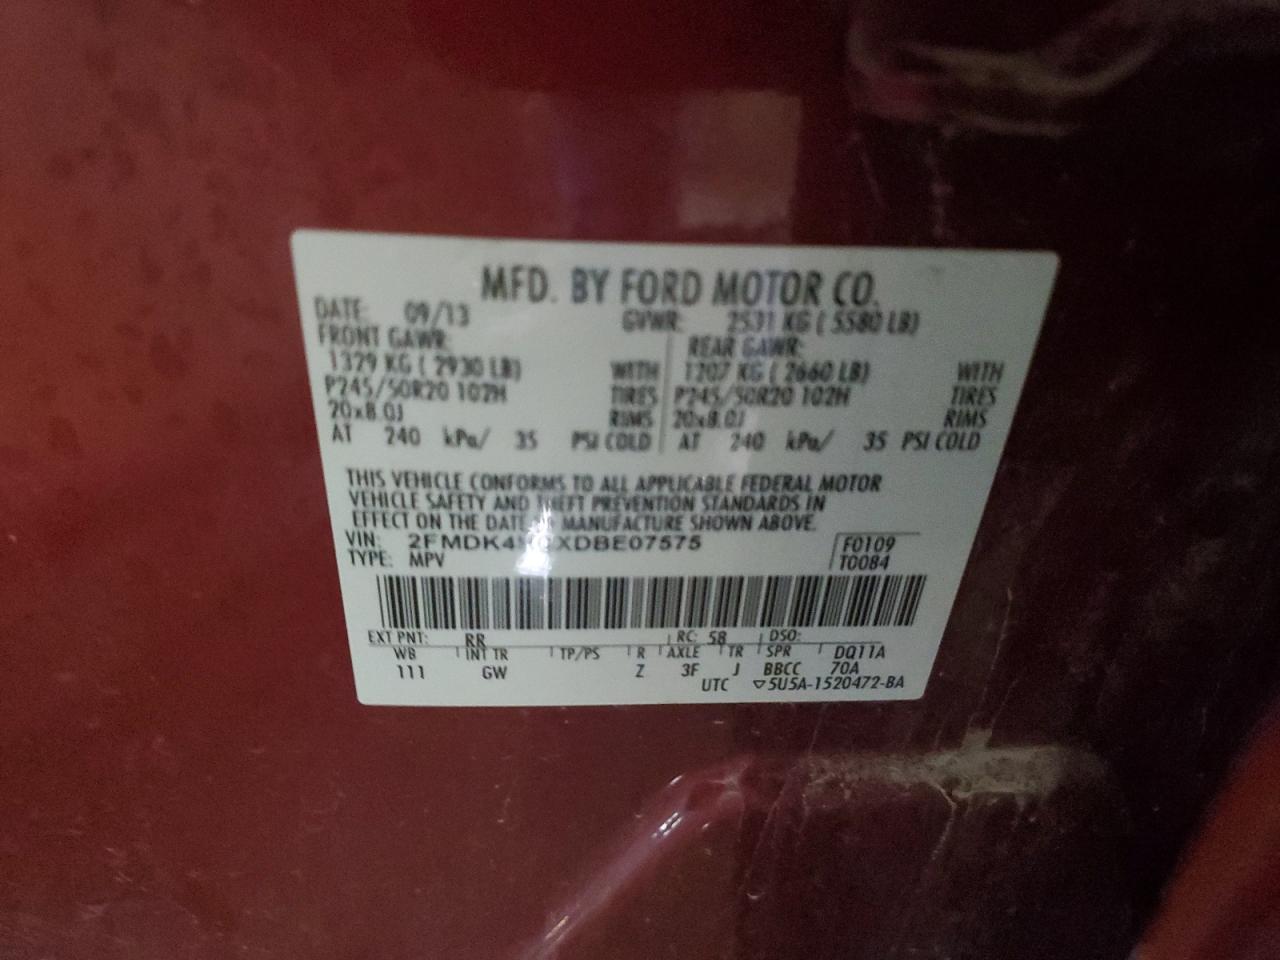 MFD. BY FORD MOTOR CO.
DATE: 09/13 GVWR: 2531 KG ( 5580 LB)
FRONT GAWR: REAR GAWR:
1329 KG ( 2930 LB) WITH 1207 KG ( 2660 LB) WITH
P245/50R20 102H TIRES P245/50R20 102H TIRES
20x8.0J RIMS 20x8.0J RIMS
AT 240 kPa/ 35 PSI COLD AT 240 kPa/ 35 PSI COLD
THIS VEHICLE CONFORMS TO ALL APPLICABLE FEDERAL MOTOR
VEHICLE SAFETY AND THEFT PREVENTION STANDARDS IN
EFFECT ON THE DATE OF MANUFACTURE SHOWN ABOVE.
VIN: F0109
TYPE: MPV T0084
EXT PNT: RR RC: 58 DSO:
WB INT TR TP/PS R AXLE TR SPR DQ11A
111 GW Z 3F J BBCC 70A
UTC ▽5U5A-1520472-BA